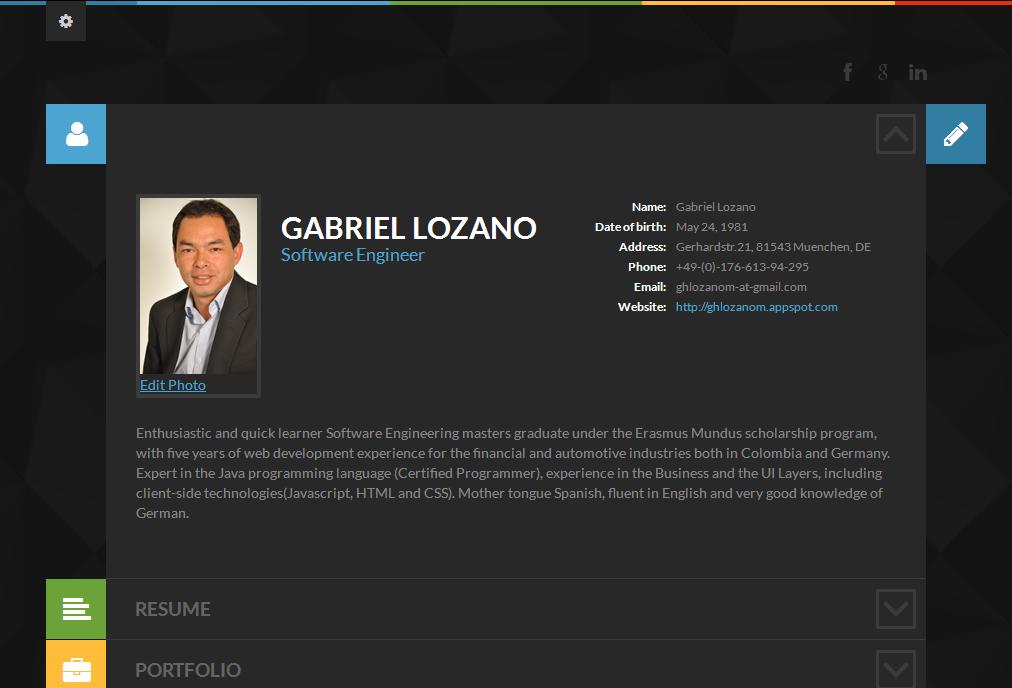 f g in
GABRIEL LOZANO
Software Engineer
Name: Gabriel Lozano
Date of birth: May 24, 1981
Address: Gerhardstr.21, 81543 Muenchen, DE
Phone: +49-(0)-176-613-94-295
Email: ghlozanom-at-gmail.com
Website: http://ghlozanom.appspot.com
Edit Photo
Enthusiastic and quick learner Software Engineering masters graduate under the Erasmus Mundus scholarship program,
with five years of web development experience for the financial and automotive industries both in Colombia and Germany.
Expert in the Java programming language (Certified Programmer), experience in the Business and the UI Layers, including
client-side technologies(Javascript, HTML and CSS). Mother tongue Spanish, fluent in English and very good knowledge of
German.
RESUME
PORTFOLIO